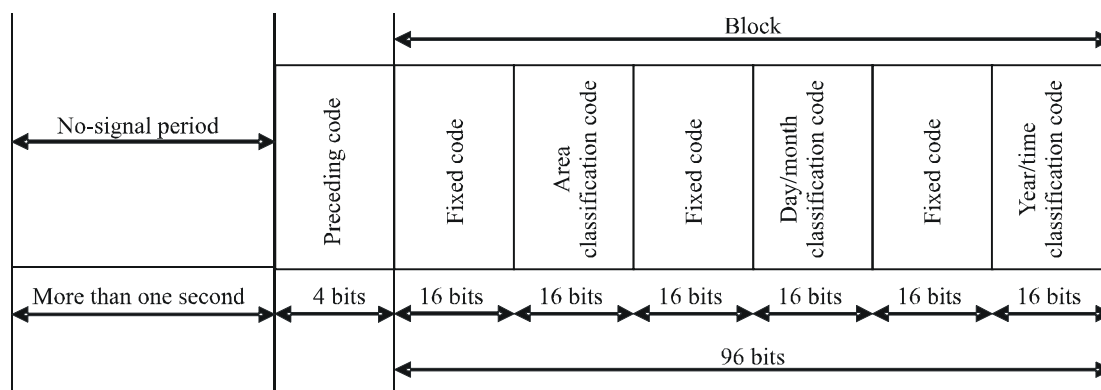 Block
No-signal period
Preceding code
Fixed code
Area
classification code
Fixed code
Day/month
classification code
Fixed code
Year/time
classification code
More than one second
4 bits
16 bits
16 bits
16 bits
16 bits
16 bits
16 bits
96 bits